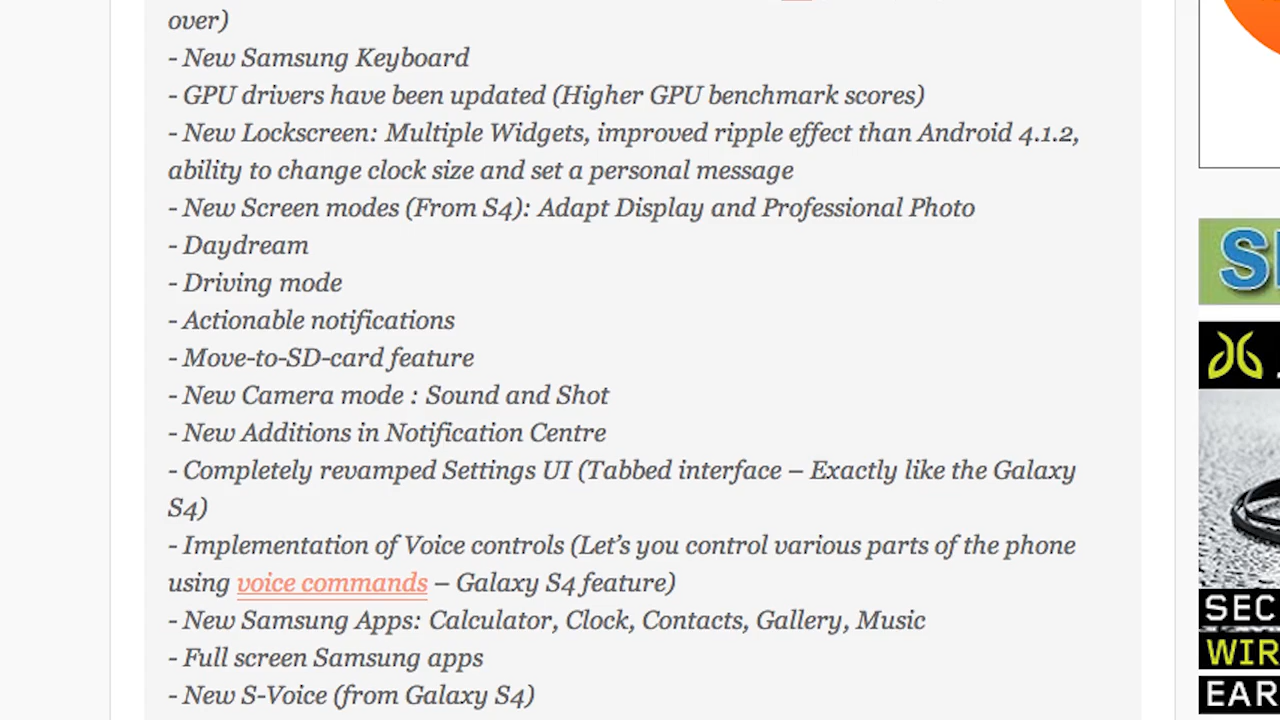 over)
- New Samsung Keyboard
- GPU drivers have been updated (Higher GPU benchmark scores)
- New Lockscreen: Multiple Widgets, improved ripple effect than Android 4.1.2,
ability to change clock size and set a personal message
- New Screen modes (From S4): Adapt Display and Professional Photo
- Daydream
- Driving mode
- Actionable notifications
- Move-to-SD-card feature
- New Camera mode : Sound and Shot
- New Additions in Notification Centre
- Completely revamped Settings UI (Tabbed interface – Exactly like the Galaxy
S4)
- Implementation of Voice controls (Let's you control various parts of the phone
using voice commands – Galaxy S4 feature)
- New Samsung Apps: Calculator, Clock, Contacts, Gallery, Music
- Full screen Samsung apps
- New S-Voice (from Galaxy S4)
SEC
WIR
EAR